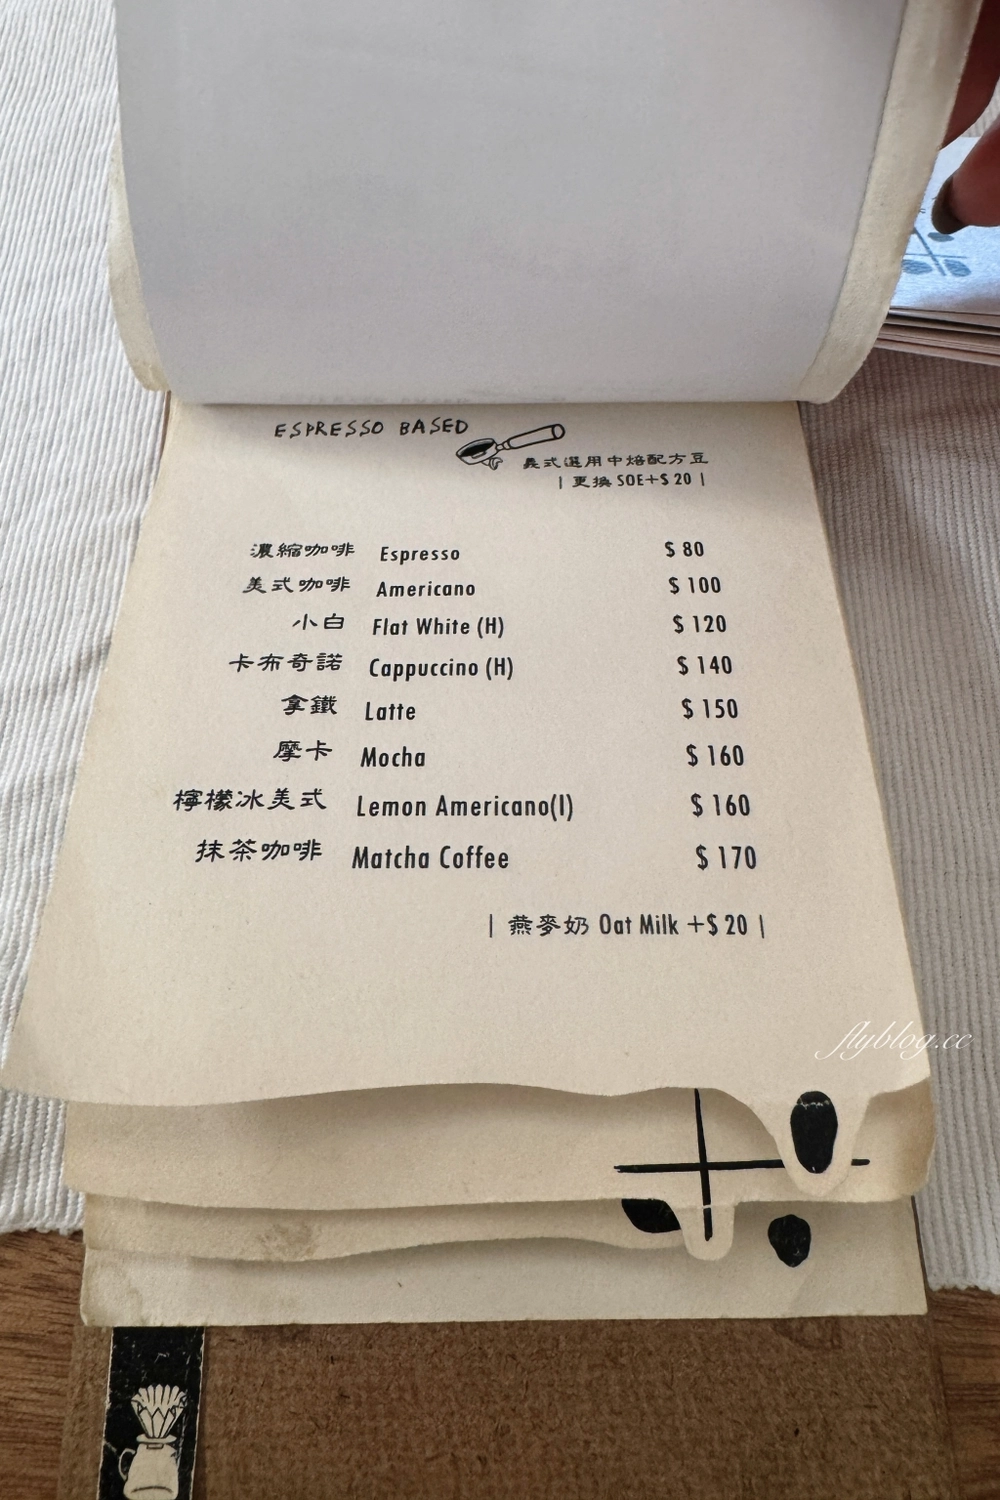 ESPRESSO BASED
義式選用中焙配方豆
| 更換 SOE+$ 20 |
濃縮咖啡 Espresso $ 80
美式咖啡 Americano $ 100
小白 Flat White (H) $ 120
卡布奇諾 Cappuccino (H) $ 140
拿鐵 Latte $ 150
摩卡 Mocha $ 160
檸檬冰美式 Lemon Americano(I) $ 160
抹茶咖啡 Matcha Coffee $ 170
| 燕麥奶 Oat Milk +$ 20 |
flyblog.cc